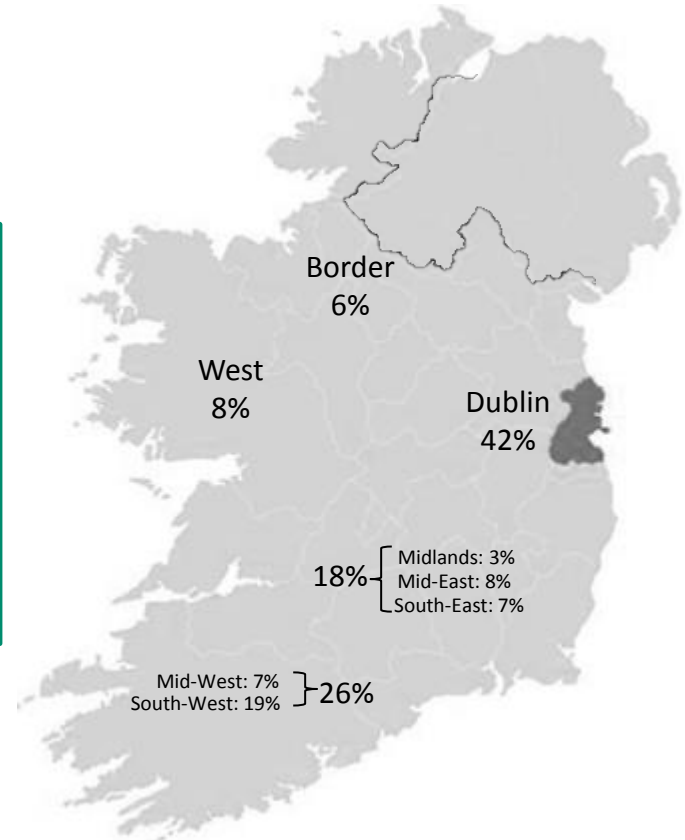 Border
6%
West
8%
Dublin
42%
18%
Midlands: 3%
Mid-East: 8%
South-East: 7%
Mid-West: 7%
South-West: 19%
26%